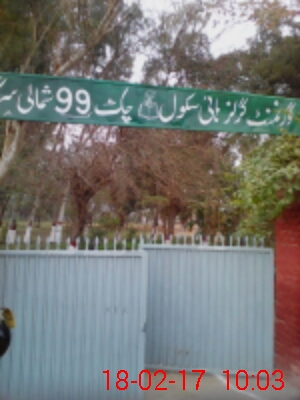 گورنمنٹ گرلز ہائی سکول چک 99 شمالی
18-02-17 10:03